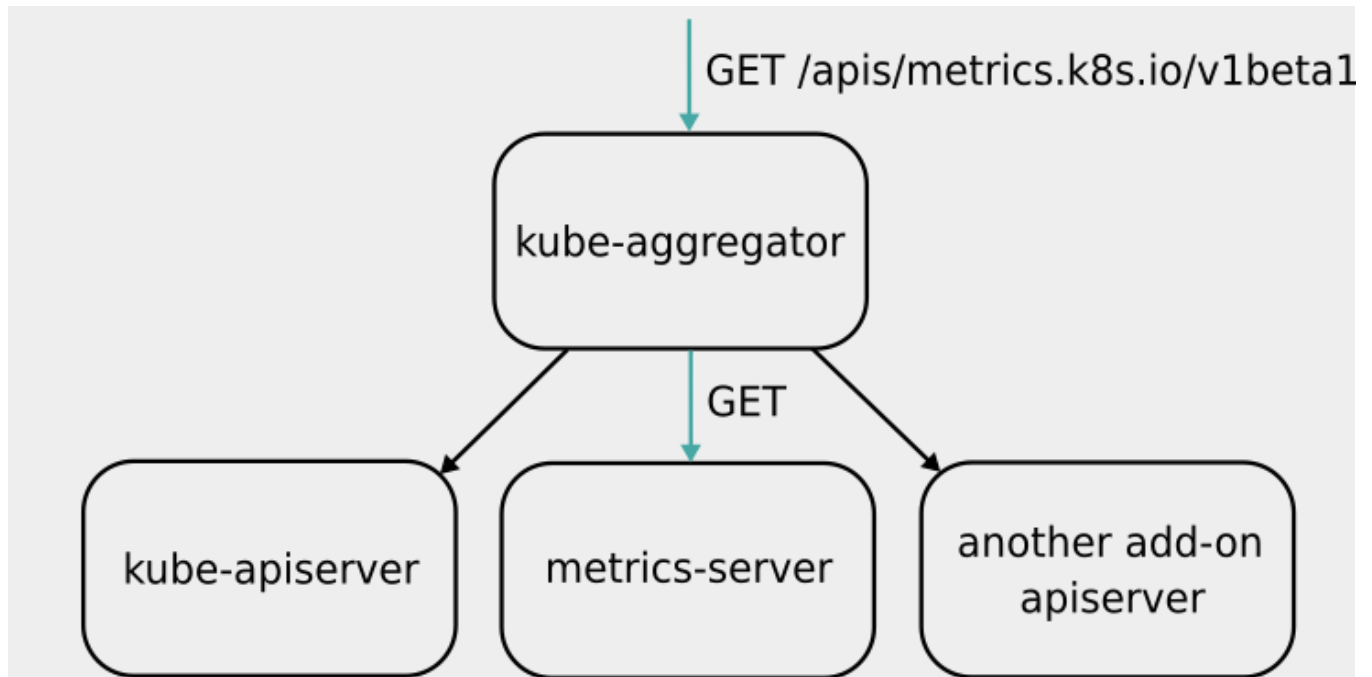 GET /apis/metrics.k8s.io/v1beta1
kube-aggregator
GET
kube-apiserver
metrics-server
another add-on
apiserver